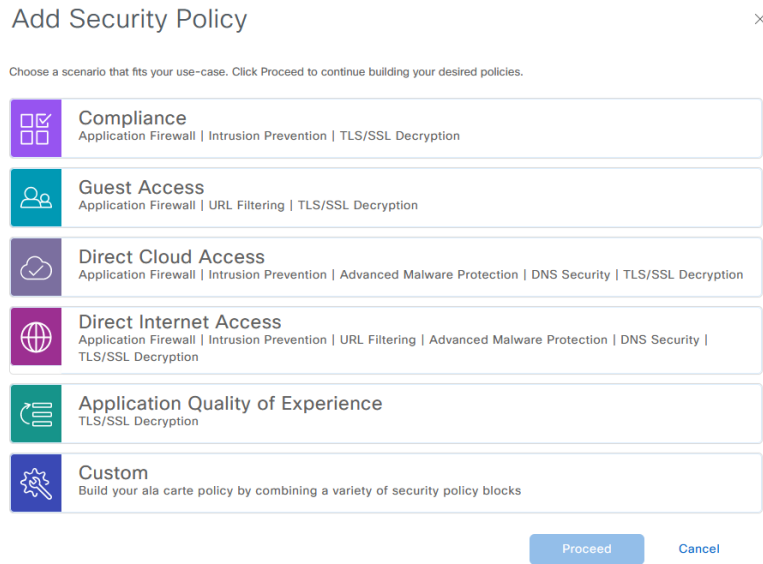 Add Security Policy
Choose a scenario that fits your use-case. Click Proceed to continue building your desired policies.
Compliance
Application Firewall | Intrusion Prevention | TLS/SSL Decryption
Guest Access
Application Firewall | URL Filtering | TLS/SSL Decryption
Direct Cloud Access
Application Firewall | Intrusion Prevention | Advanced Malware Protection | DNS Security | TLS/SSL Decryption
Direct Internet Access
Application Firewall | Intrusion Prevention | URL Filtering | Advanced Malware Protection | DNS Security |
TLS/SSL Decryption
Application Quality of Experience
TLS/SSL Decryption
Custom
Build your ala carte policy by combining a variety of security policy blocks
Proceed Cancel